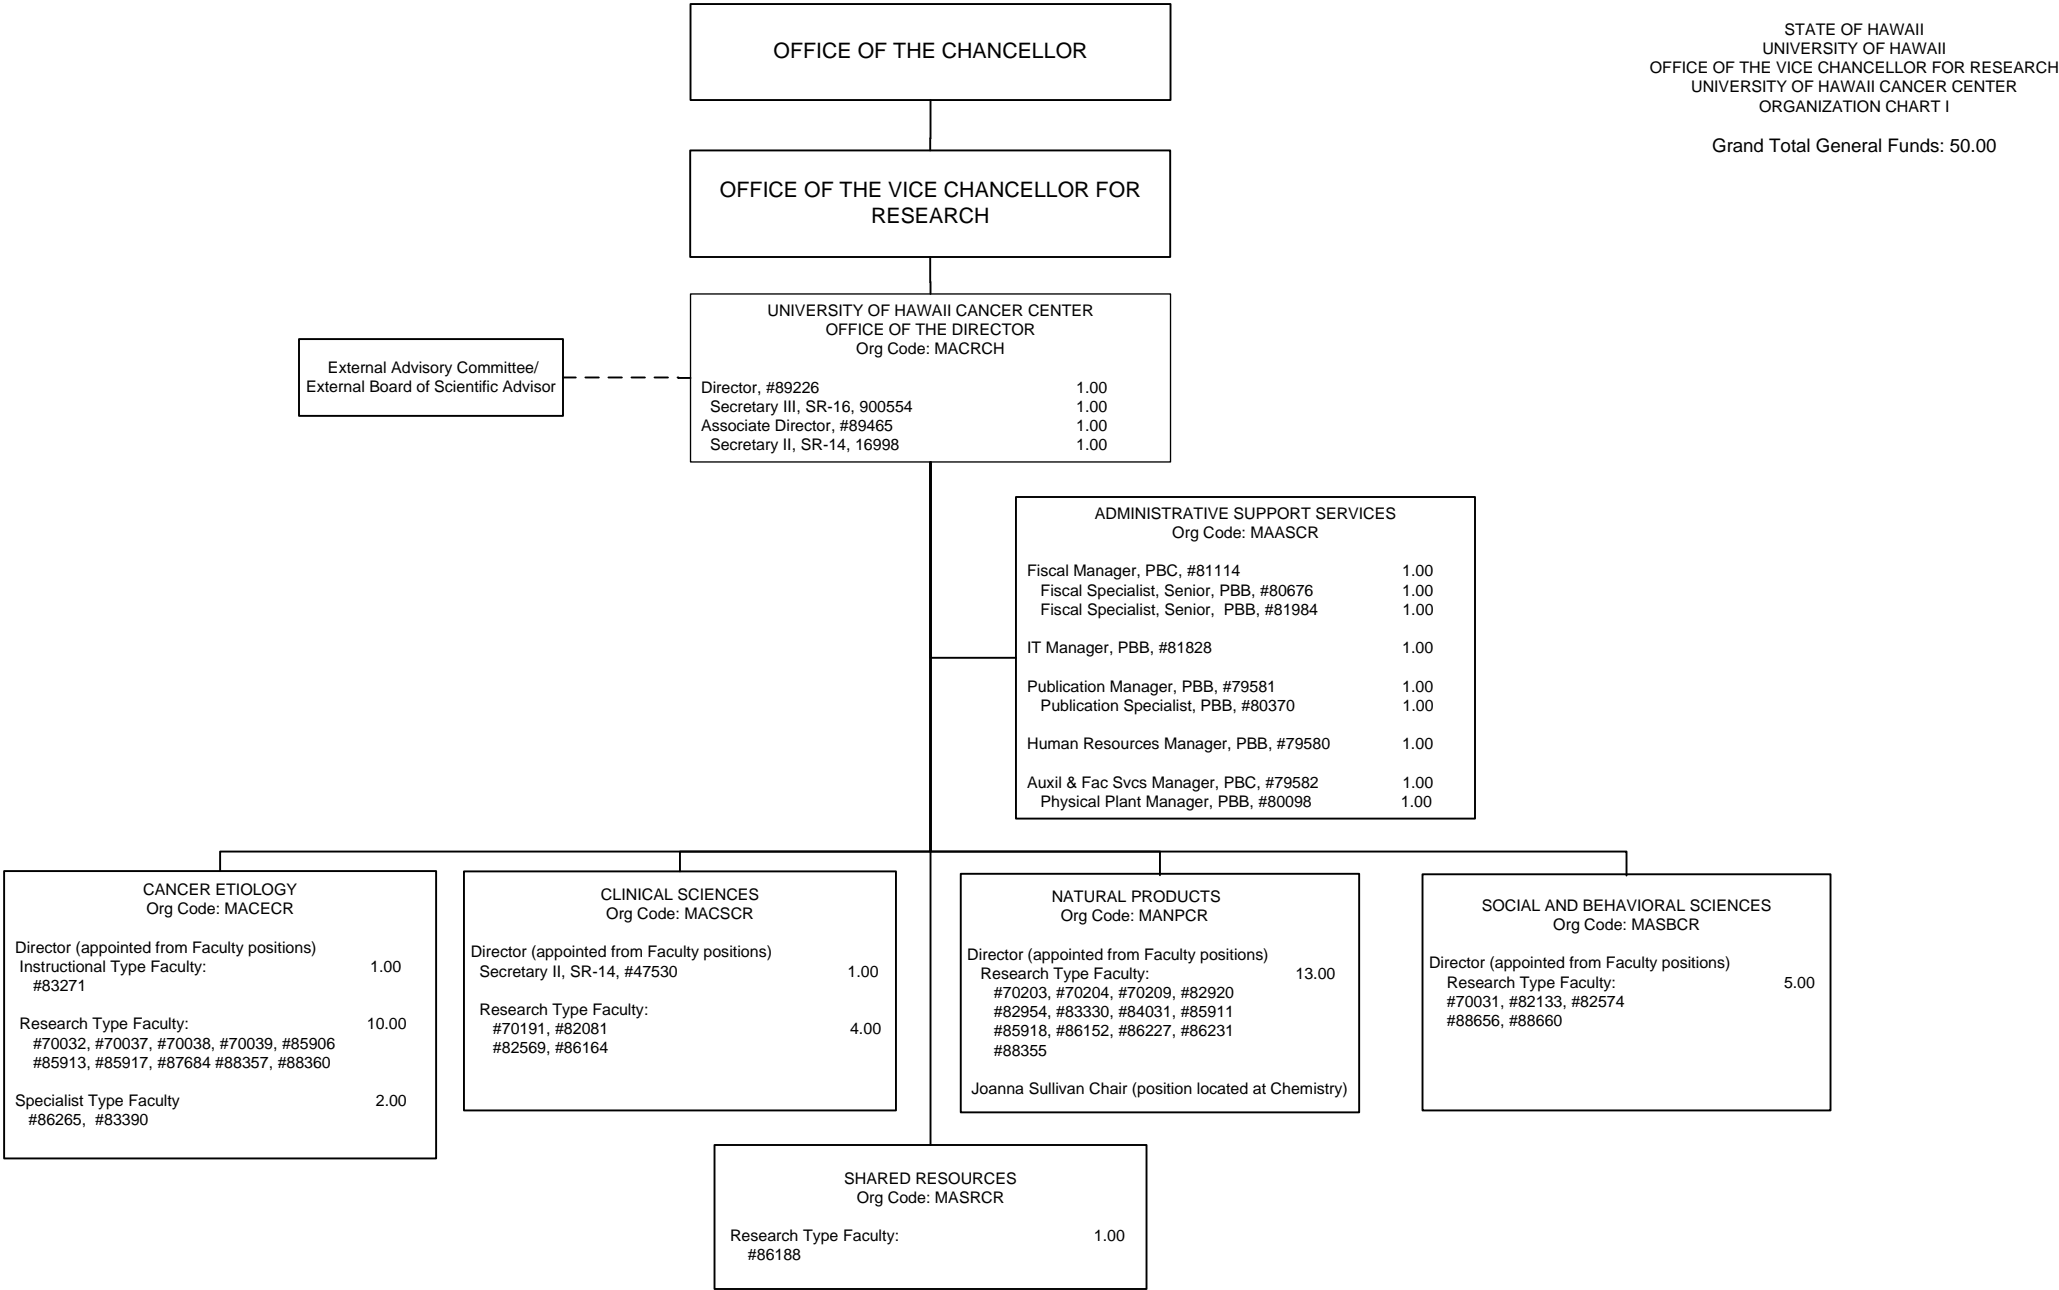 OFFICE OF THE CHANCELLOR
STATE OF HAWAII
UNIVERSITY OF HAWAII
OFFICE OF THE VICE CHANCELLOR FOR RESEARCH
UNIVERSITY OF HAWAII CANCER CENTER
ORGANIZATION CHART I
Grand Total General Funds: 50.00
OFFICE OF THE VICE CHANCELLOR FOR
RESEARCH
UNIVERSITY OF HAWAII CANCER CENTER
OFFICE OF THE DIRECTOR
Org Code: MACRCH
Director, #89226 1.00
Secretary III, SR-16, 900554 1.00
Associate Director, #89465 1.00
Secretary II, SR-14, 16998 1.00
External Advisory Committee/
External Board of Scientific Advisor
ADMINISTRATIVE SUPPORT SERVICES
Org Code: MAASCR
Fiscal Manager, PBC, #81114 1.00
Fiscal Specialist, Senior, PBB, #80676 1.00
Fiscal Specialist, Senior, PBB, #81984 1.00
IT Manager, PBB, #81828 1.00
Publication Manager, PBB, #79581 1.00
Publication Specialist, PBB, #80370 1.00
Human Resources Manager, PBB, #79580 1.00
Auxil & Fac Svcs Manager, PBC, #79582 1.00
Physical Plant Manager, PBB, #80098 1.00
CANCER ETIOLOGY
Org Code: MACECR
Director (appointed from Faculty positions)
Instructional Type Faculty: 1.00
#83271
Research Type Faculty: 10.00
#70032, #70037, #70038, #70039, #85906
#85913, #85917, #87684 #88357, #88360
Specialist Type Faculty 2.00
#86265, #83390
CLINICAL SCIENCES
Org Code: MACSCR
Director (appointed from Faculty positions)
Secretary II, SR-14, #47530 1.00
Research Type Faculty:
#70191, #82081 4.00
#82569, #86164
NATURAL PRODUCTS
Org Code: MANPCR
Director (appointed from Faculty positions)
Research Type Faculty: 13.00
#70203, #70204, #70209, #82920
#82954, #83330, #84031, #85911
#85918, #86152, #86227, #86231
#88355
Joanna Sullivan Chair (position located at Chemistry)
SOCIAL AND BEHAVIORAL SCIENCES
Org Code: MASBCR
Director (appointed from Faculty positions)
Research Type Faculty: 5.00
#70031, #82133, #82574
#88656, #88660
SHARED RESOURCES
Org Code: MASRCR
Research Type Faculty: 1.00
#86188